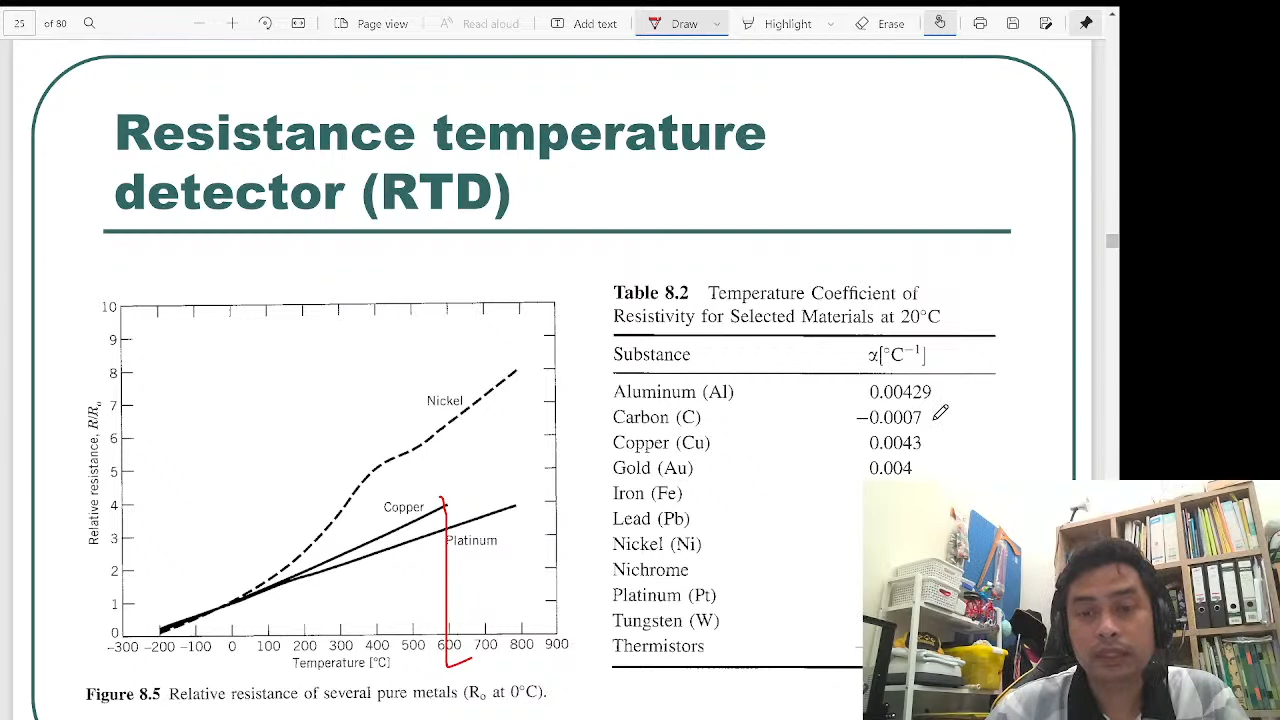 25 of 80 Page view Read aloud Add text Draw Highlight Erase
Resistance temperature
detector (RTD)
10
9
8
7
6
5
4
3
2
1
0
Relative resistance, R/Rₒ
Nickel
Copper
Platinum
-300 -200 -100 0 100 200 300 400 500 600 700 800 900
Temperature [°C]
Figure 8.5 Relative resistance of several pure metals (Rₒ at 0°C).
Table 8.2 Temperature Coefficient of
Resistivity for Selected Materials at 20°C
Substance α[°C⁻¹]
Aluminum (Al) 0.00429
Carbon (C) −0.0007
Copper (Cu) 0.0043
Gold (Au) 0.004
Iron (Fe)
Lead (Pb)
Nickel (Ni)
Nichrome
Platinum (Pt)
Tungsten (W)
Thermistors